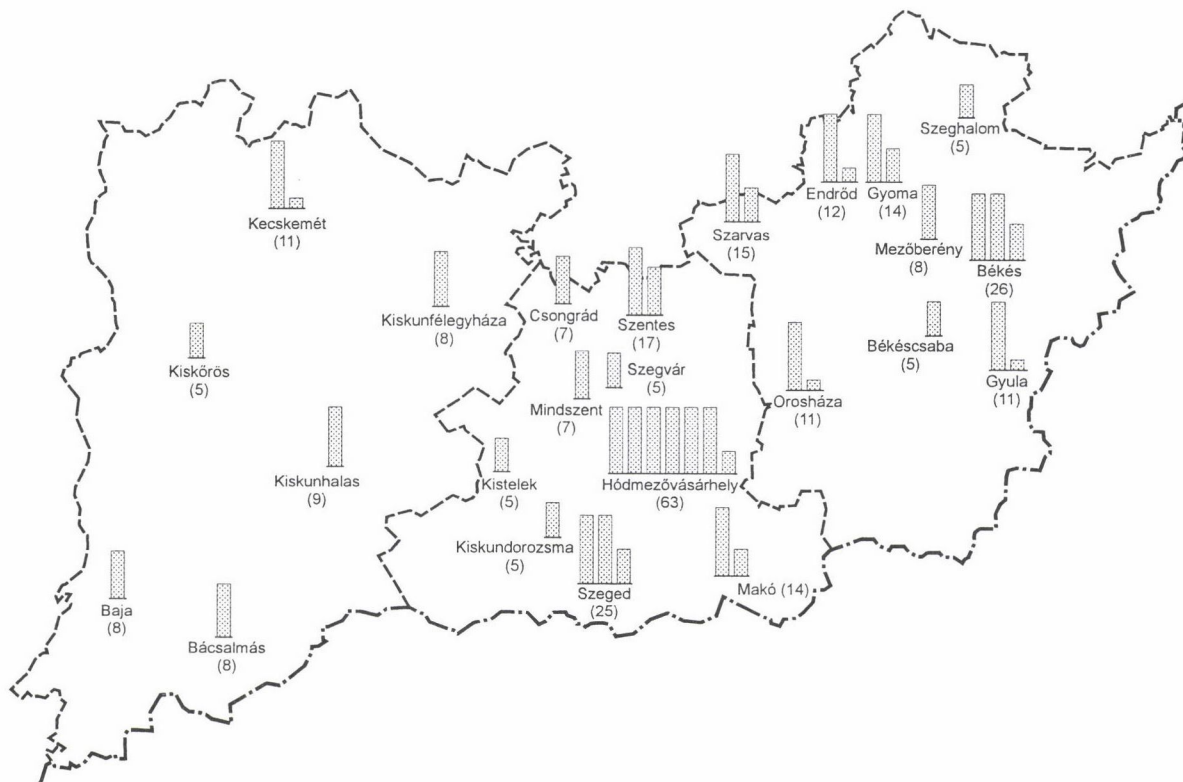 Szeghalom
(5)
Endrőd
(12)
Gyoma
(14)
Kecskemét
(11)
Szarvas
(15)
Mezőberény
(8)
Békés
(26)
Kiskunfélegyháza
(8)
Csongrád
(7)
Szentes
(17)
Békéscsaba
(5)
Kiskőrös
(5)
Szegvár
(5)
Gyula
(11)
Mindszent
(7)
Orosháza
(11)
Kiskunhalas
(9)
Kistelek
(5)
Hódmezővásárhely
(63)
Kiskundorozsma
(5)
Szeged
(25)
Makó (14)
Baja
(8)
Bácsalmás
(8)